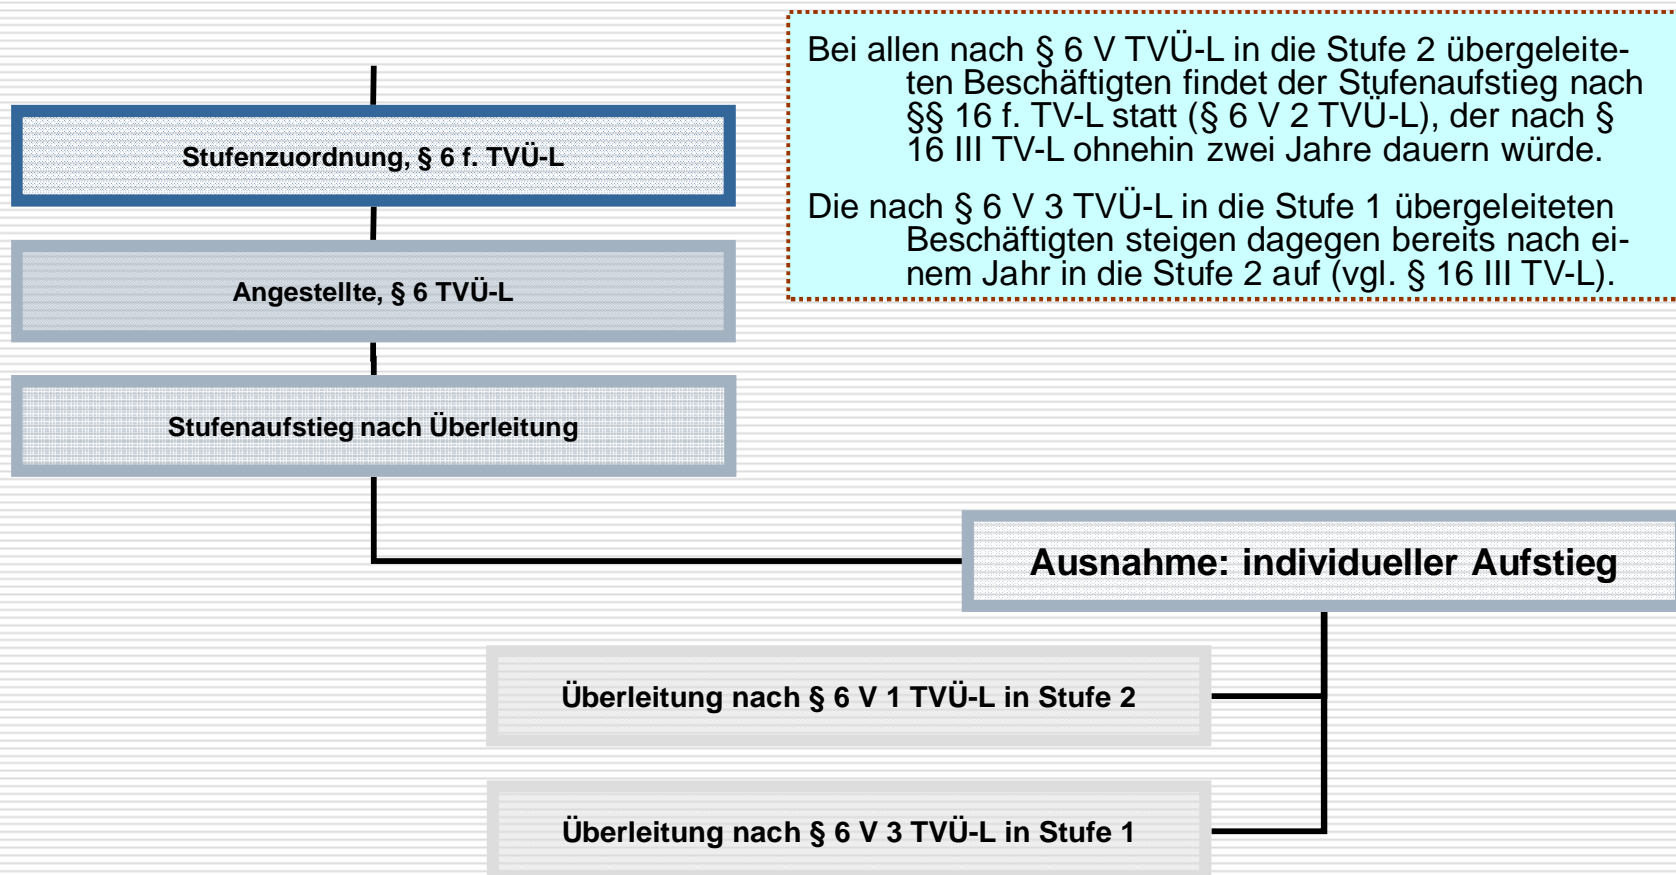 Bei allen nach § 6 V TVÜ-L in die Stufe 2 übergeleite-
ten Beschäftigten findet der Stufenaufstieg nach
§§ 16 f. TV-L statt (§ 6 V 2 TVÜ-L), der nach §
16 III TV-L ohnehin zwei Jahre dauern würde.
Die nach § 6 V 3 TVÜ-L in die Stufe 1 übergeleiteten
Beschäftigten steigen dagegen bereits nach ei-
nem Jahr in die Stufe 2 auf (vgl. § 16 III TV-L).
Stufenzuordnung, § 6 f. TVÜ-L
Angestellte, § 6 TVÜ-L
Stufenaufstieg nach Überleitung
Ausnahme: individueller Aufstieg
Überleitung nach § 6 V 1 TVÜ-L in Stufe 2
Überleitung nach § 6 V 3 TVÜ-L in Stufe 1